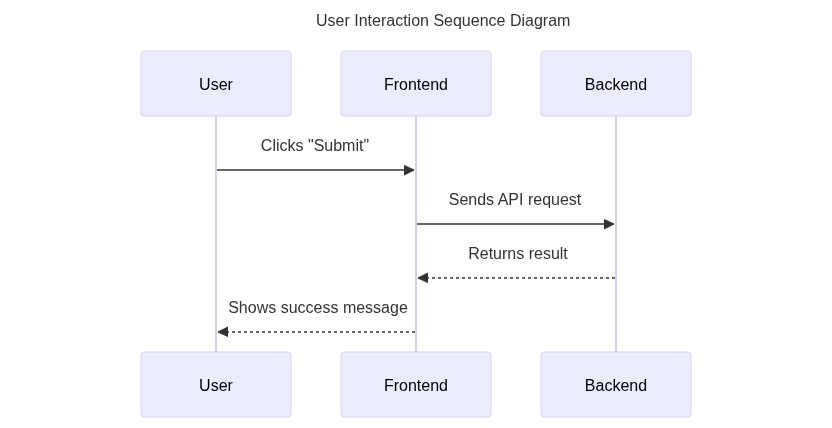 User Interaction Sequence Diagram
User
Frontend
Backend
Clicks "Submit"
Sends API request
Returns result
Shows success message
User
Frontend
Backend